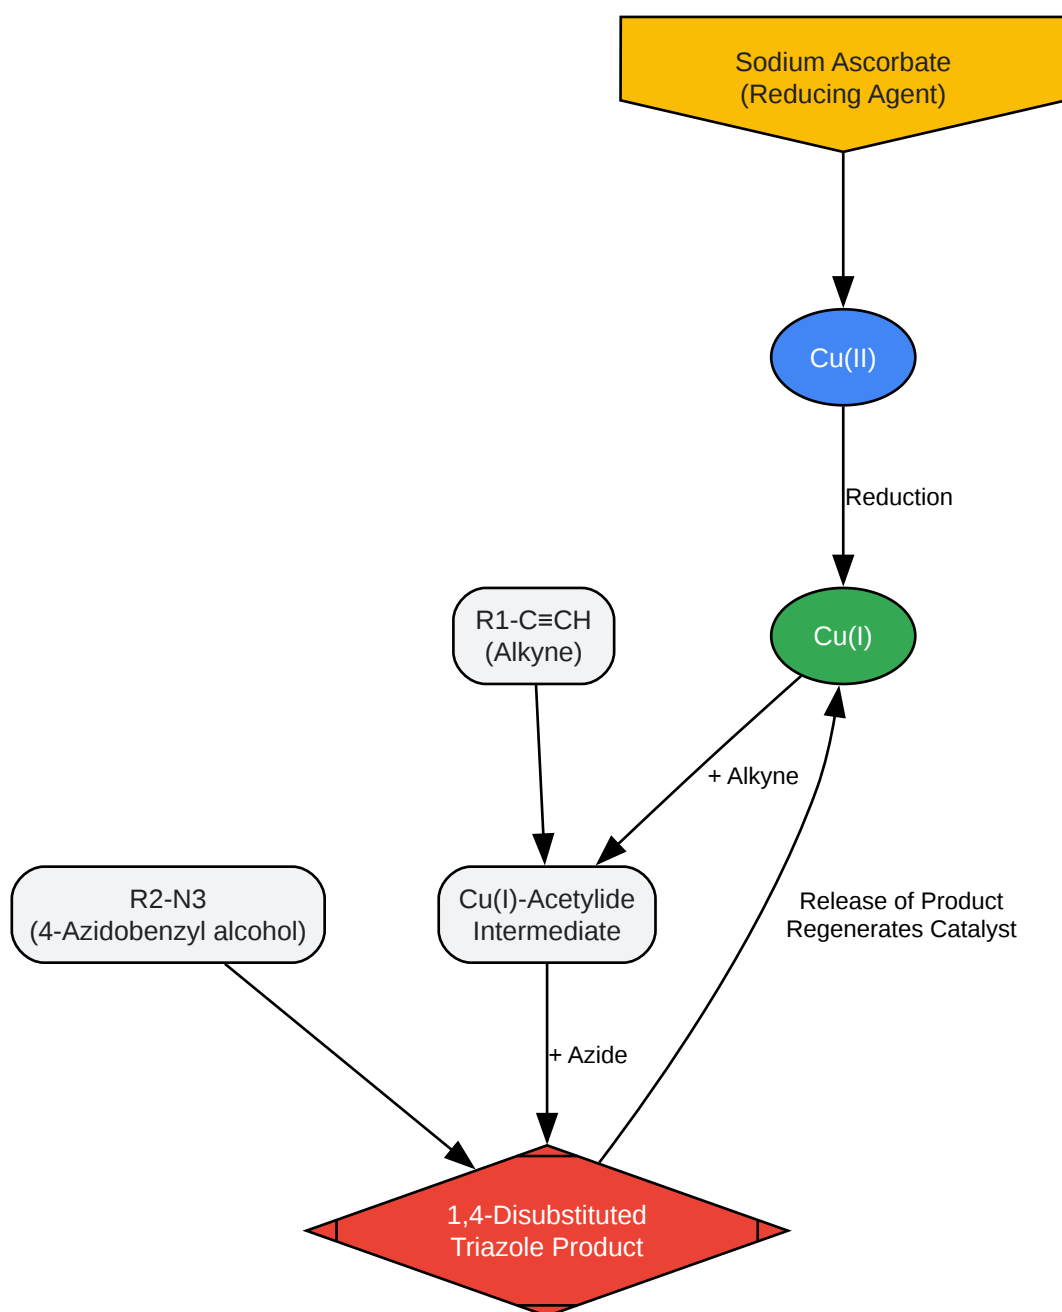 Sodium Ascorbate
(Reducing Agent)
Cu(II)
Reduction
R1-C≡CH
(Alkyne)
Cu(I)
+ Alkyne
R2-N3
(4-Azidobenzyl alcohol)
Cu(I)-Acetylide
Intermediate
Release of Product
Regenerates Catalyst
+ Azide
1,4-Disubstituted
Triazole Product